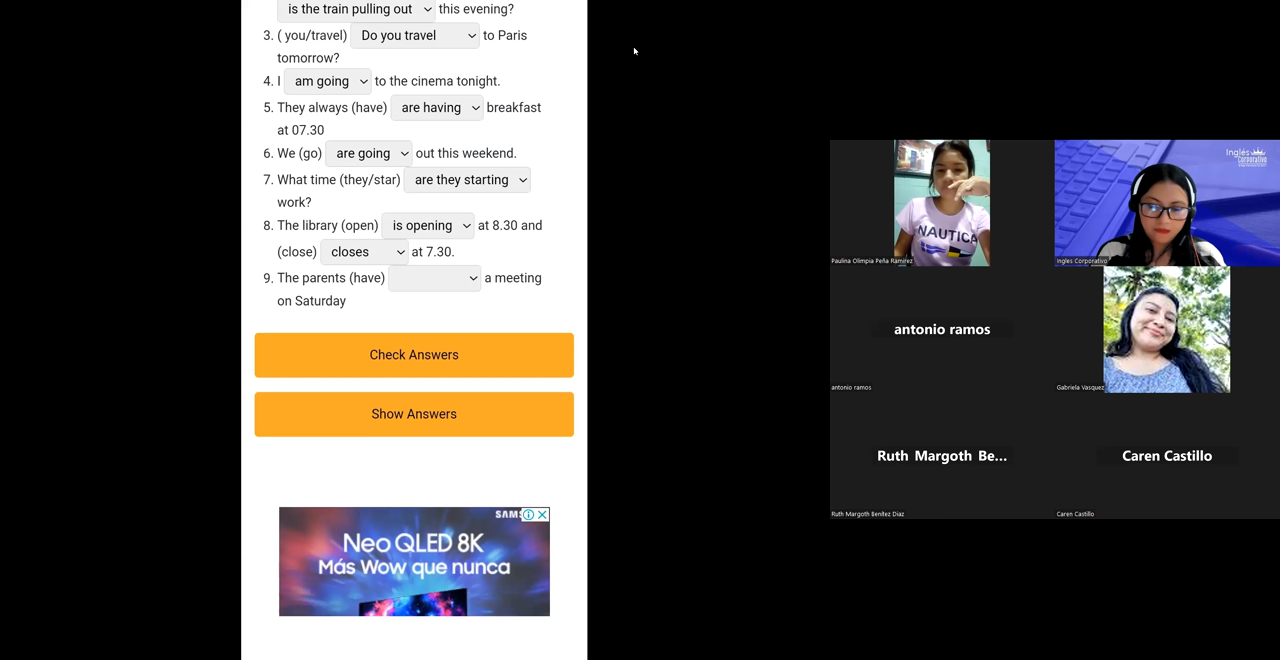 is the train pulling out this evening?
3. ( you/travel) Do you travel to Paris
tomorrow?
4. I am going to the cinema tonight.
5. They always (have) are having breakfast
at 07.30
6. We (go) are going out this weekend.
7. What time (they/star) are they starting
work?
8. The library (open) is opening at 8.30 and
(close) closes at 7.30.
9. The parents (have) a meeting
on Saturday
Check Answers
Show Answers
Neo QLED 8K
Más Wow que nunca
Inglés
Corporativo
NAUTICA
Paulina Olimpia Peña Ramirez
Ingles Corporativo
antonio ramos
antonio ramos
Gabriela Vasquez
Ruth Margoth Be...
Caren Castillo
Ruth Margoth Benítez Diaz
Caren Castillo